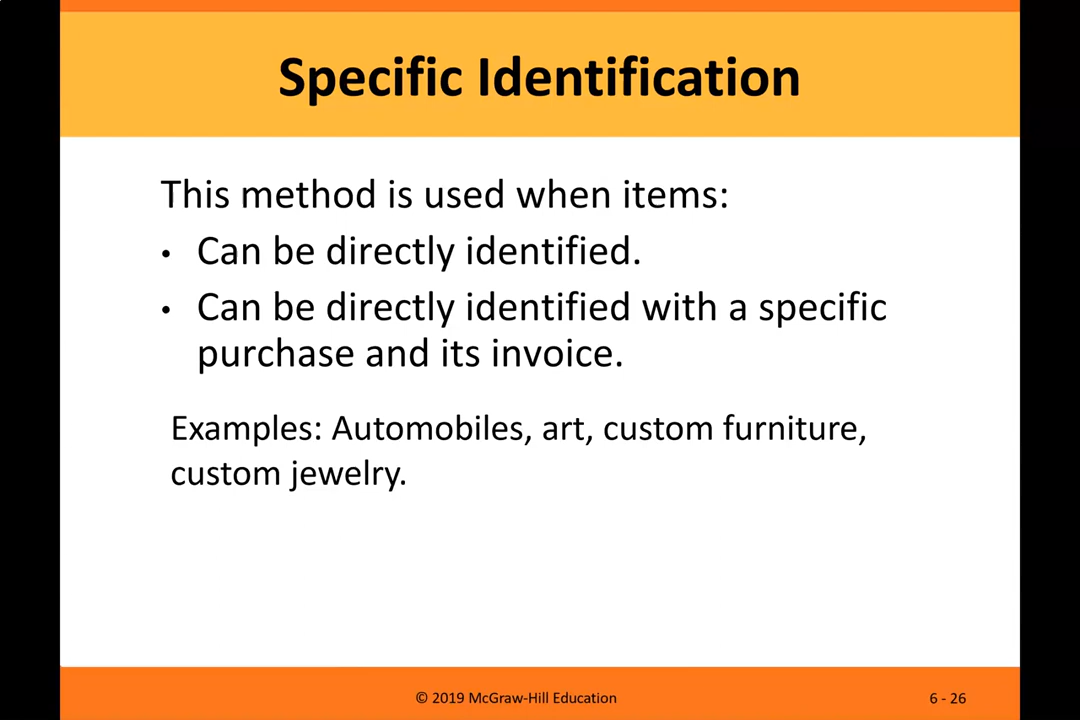 Specific Identification
This method is used when items:
• Can be directly identified.
• Can be directly identified with a specific
purchase and its invoice.
Examples: Automobiles, art, custom furniture,
custom jewelry.
© 2019 McGraw-Hill Education
6 - 26